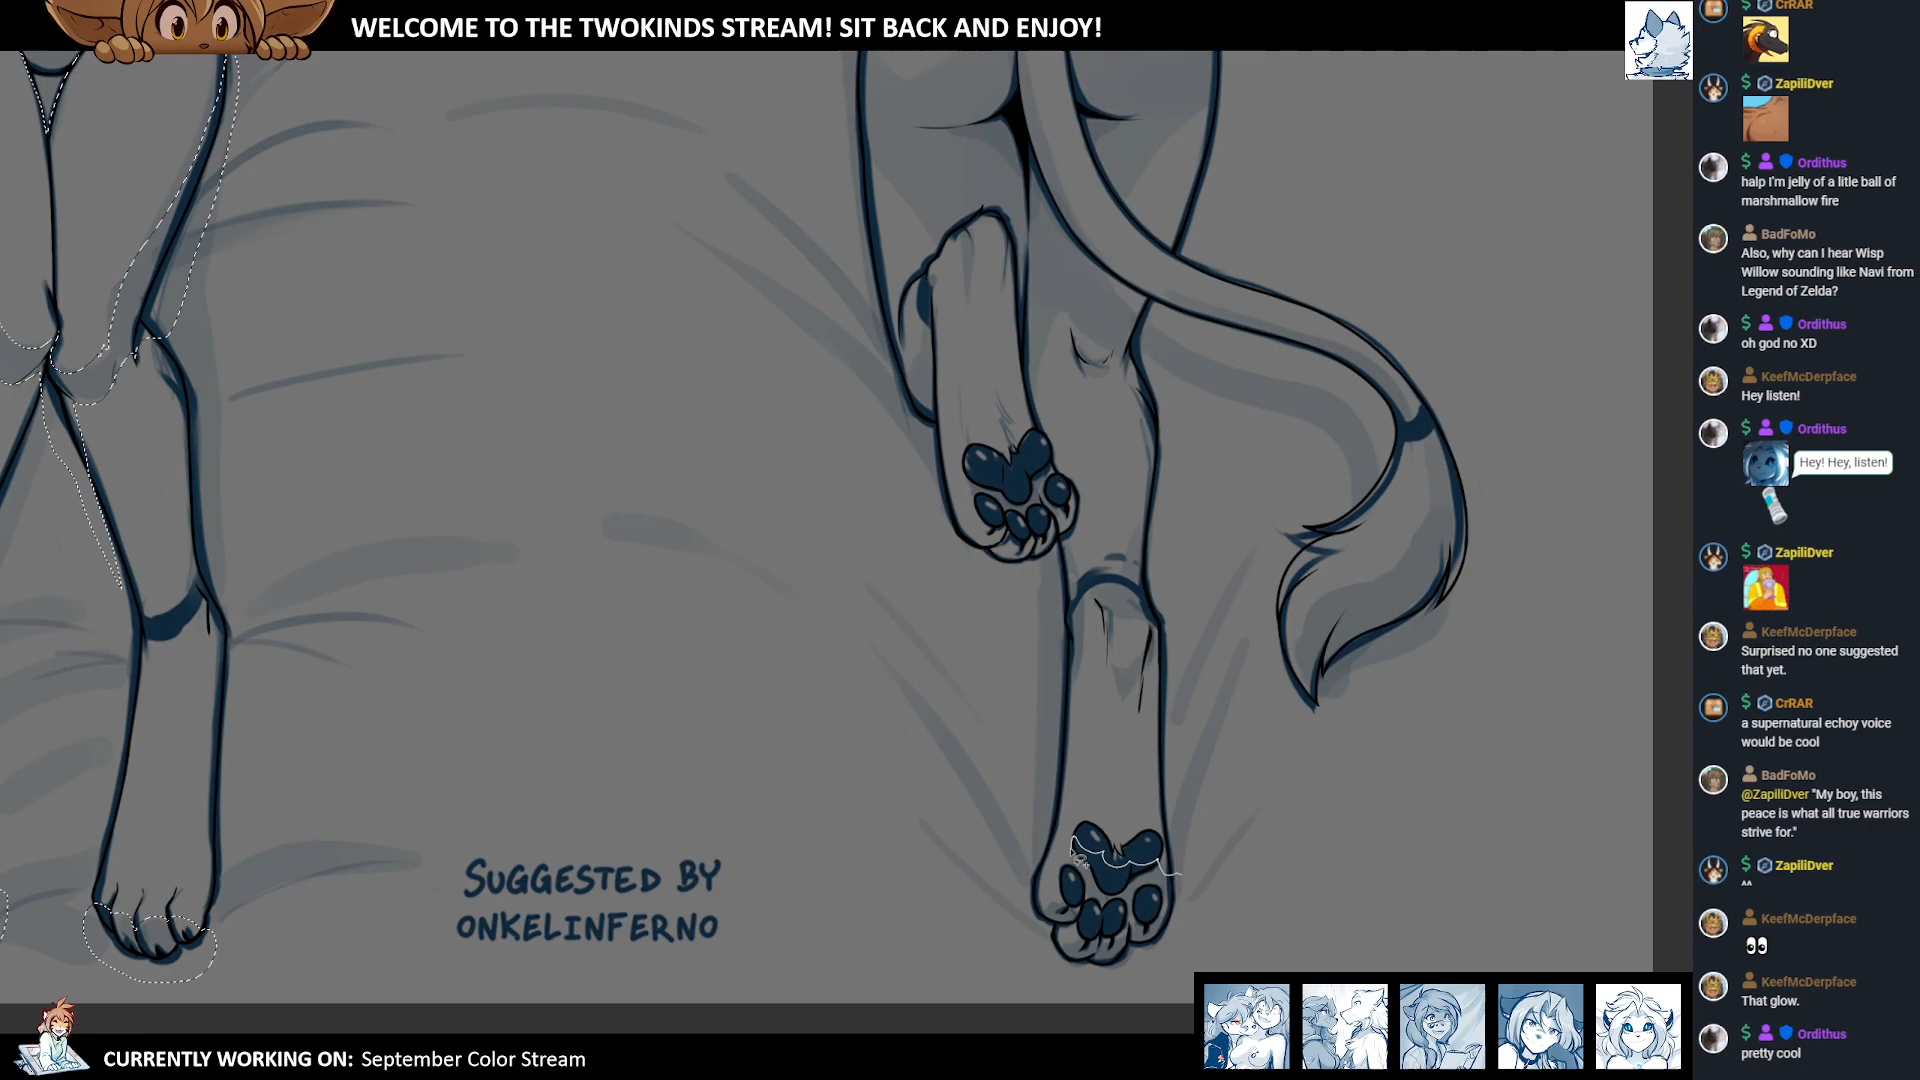 WELCOME TO THE TWOKINDS STREAM! SIT BACK AND ENJOY!
CrRAR
ZapiliDver
Ordithus
halp I'm jelly of a litle ball of
marshmallow fire
BadFoMo
Also, why can I hear Wisp
Willow sounding like Navi from
Legend of Zelda?
Ordithus
oh god no XD
KeefMcDerpface
Hey listen!
Ordithus
Hey! Hey, listen!
ZapiliDver
KeefMcDerpface
Surprised no one suggested
that yet.
CrRAR
a supernatural echoy voice
would be cool
BadFoMo
@ZapiliDver "My boy, this
peace is what all true warriors
strive for."
ZapiliDver
^^
KeefMcDerpface
KeefMcDerpface
That glow.
Ordithus
pretty cool
SUGGESTED BY
ONKELINFERNO
CURRENTLY WORKING ON: September Color Stream